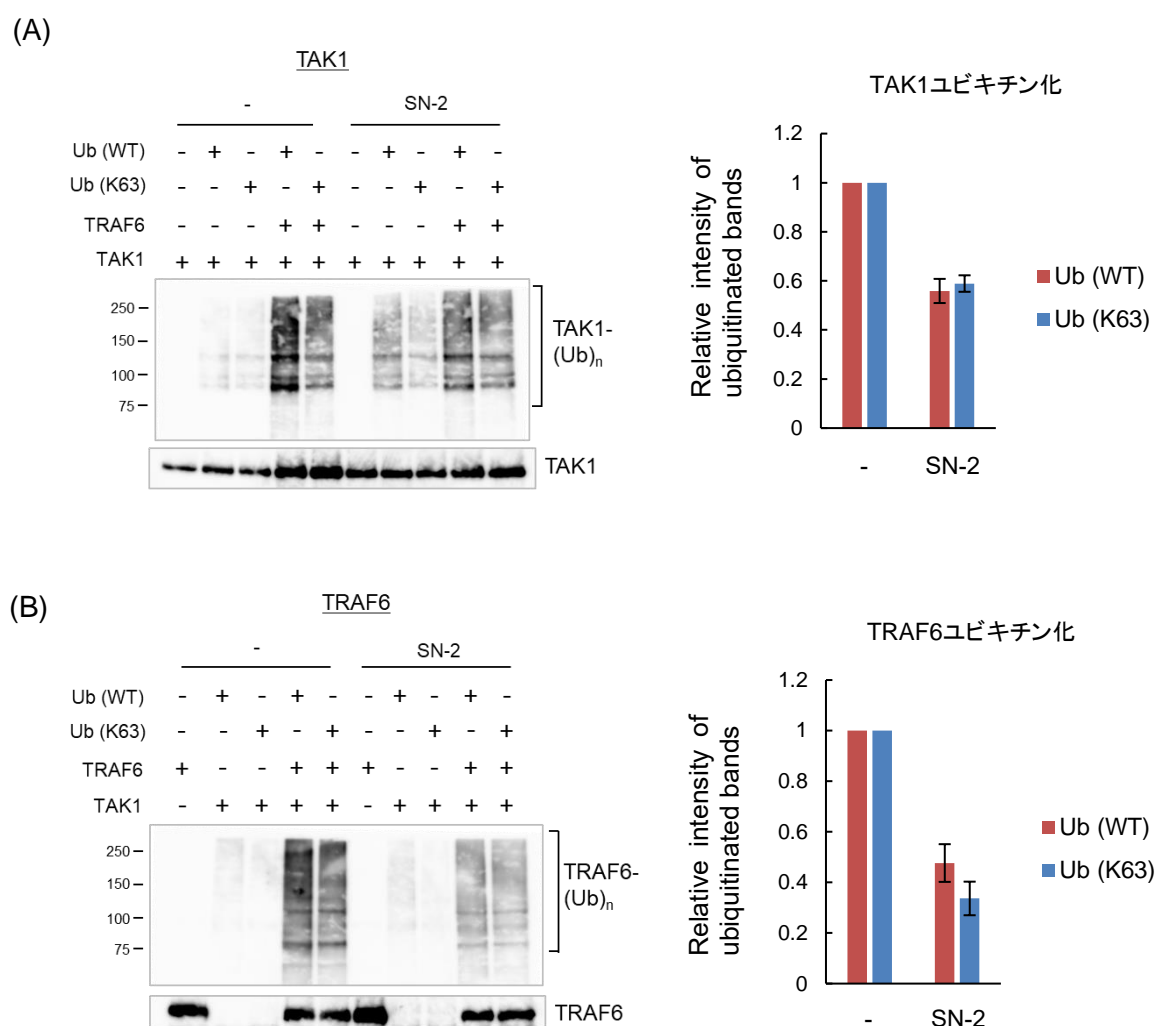 (A)
TAK1
- SN-2
Ub (WT) - + - + - - + - + -
Ub (K63) - - + - + - - + - +
TRAF6 - - - + + - - - + +
TAK1 + + + + + + + + + +
250
150
100
75
TAK1-
(Ub)n
TAK1
TAK1ユビキチン化
Relative intensity of
ubiquitinated bands
1.2
1
0.8
0.6
0.4
0.2
0
- SN-2
Ub (WT)
Ub (K63)
(B)
TRAF6
- SN-2
Ub (WT) - + - + - - + - + -
Ub (K63) - - + - + - - + - +
TRAF6 + - - + + + - - + +
TAK1 - + + + + - + + + +
250
150
100
75
TRAF6-
(Ub)n
TRAF6
TRAF6ユビキチン化
Relative intensity of
ubiquitinated bands
1.2
1
0.8
0.6
0.4
0.2
0
- SN-2
Ub (WT)
Ub (K63)